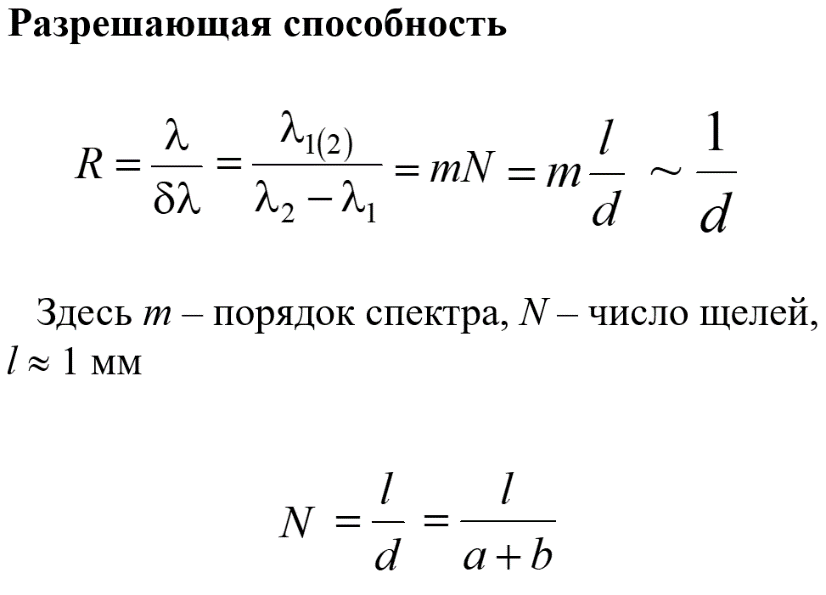 Разрешающая способность
R = λ/δλ = λ₁₍₂₎/(λ₂ − λ₁) = mN = m l/d ~ 1/d
Здесь m – порядок спектра, N – число щелей,
l ≈ 1 мм
N = l/d = l/(a + b)